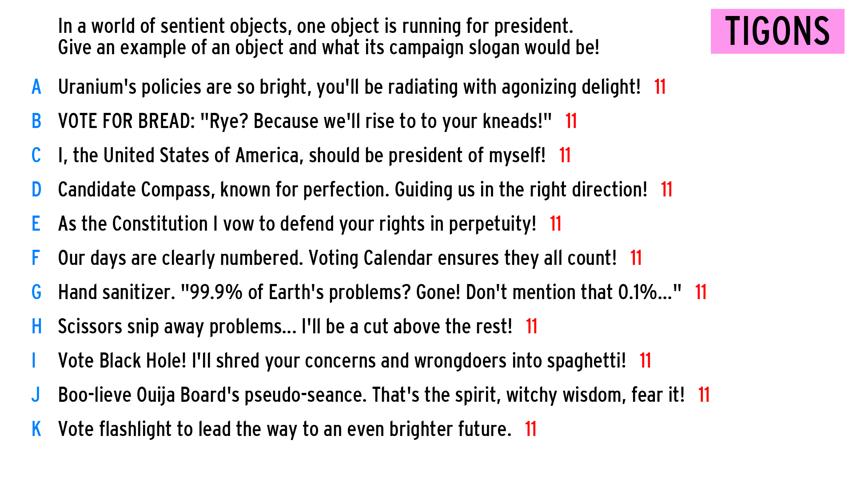 In a world of sentient objects, one object is running for president.
Give an example of an object and what its campaign slogan would be!
TIGONS
A Uranium's policies are so bright, you'll be radiating with agonizing delight! 11
B VOTE FOR BREAD: "Rye? Because we'll rise to to your kneads!" 11
C I, the United States of America, should be president of myself! 11
D Candidate Compass, known for perfection. Guiding us in the right direction! 11
E As the Constitution I vow to defend your rights in perpetuity! 11
F Our days are clearly numbered. Voting Calendar ensures they all count! 11
G Hand sanitizer. "99.9% of Earth's problems? Gone! Don't mention that 0.1%..." 11
H Scissors snip away problems... I'll be a cut above the rest! 11
I Vote Black Hole! I'll shred your concerns and wrongdoers into spaghetti! 11
J Boo-lieve Ouija Board's pseudo-seance. That's the spirit, witchy wisdom, fear it! 11
K Vote flashlight to lead the way to an even brighter future. 11